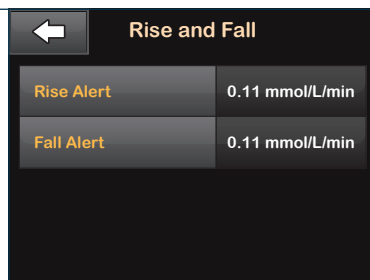 Rise and Fall
Rise Alert 0.11 mmol/L/min
Fall Alert 0.11 mmol/L/min